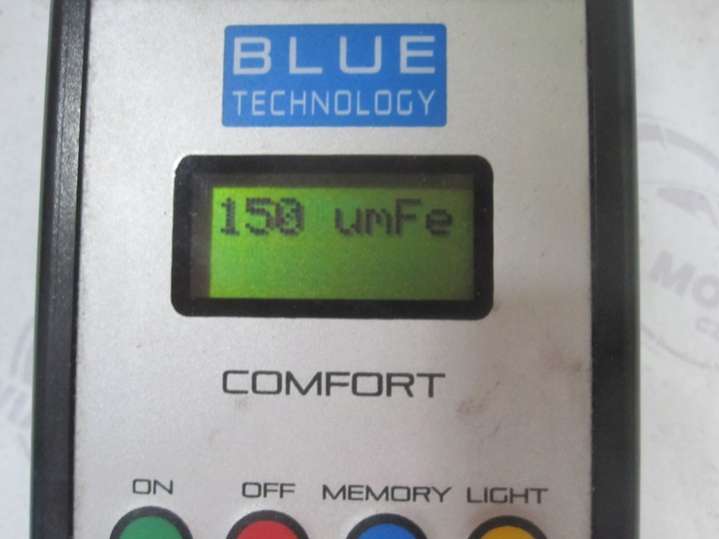 BLUE
TECHNOLOGY
150 umFe
COMFORT
ON OFF MEMORY LIGHT